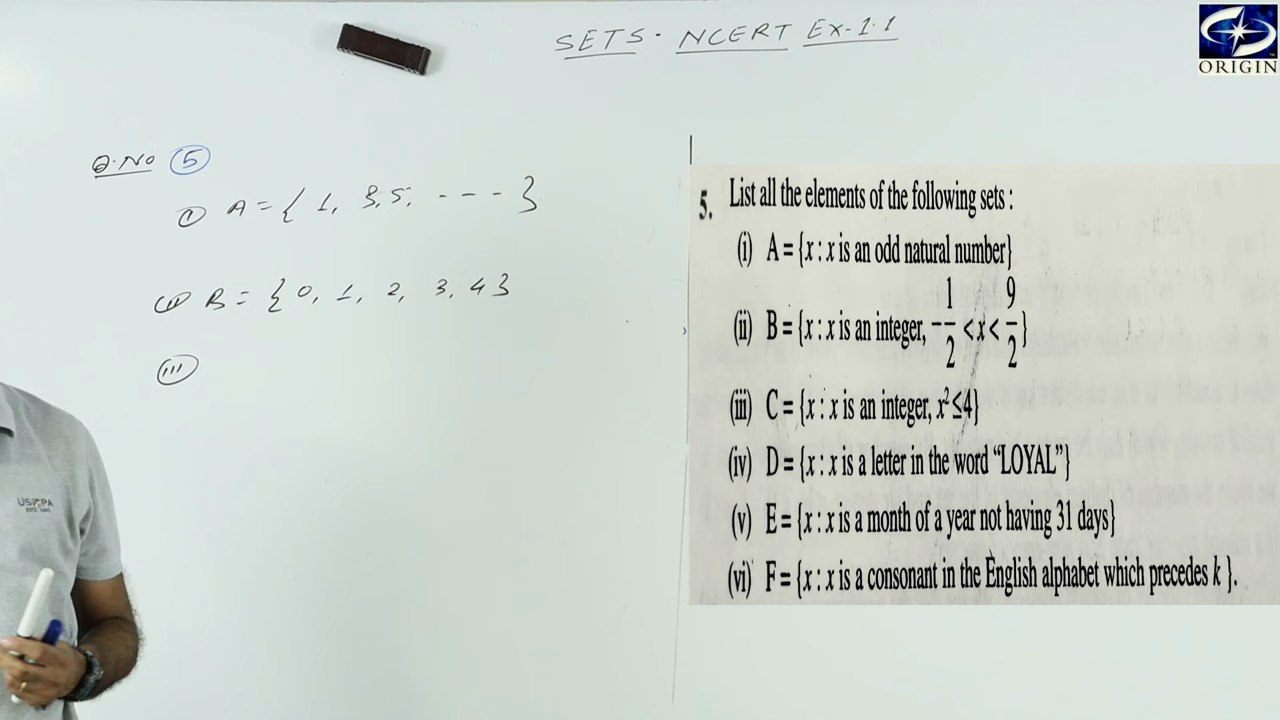 SETS. NCERT Ex-1.1
ORIGIN
Q.No 5
(i) A = { 1, 3, 5, - - - }
(ii) B = { 0, 1, 2, 3, 4 }
(iii)
5. List all the elements of the following sets :
(i) A = {x : x is an odd natural number}
(ii) B = {x : x is an integer, -1/2 < x < 9/2}
(iii) C = {x : x is an integer, x² ≤ 4}
(iv) D = {x : x is a letter in the word “LOYAL”}
(v) E = {x : x is a month of a year not having 31 days}
(vi) F = {x : x is a consonant in the English alphabet which precedes k }.